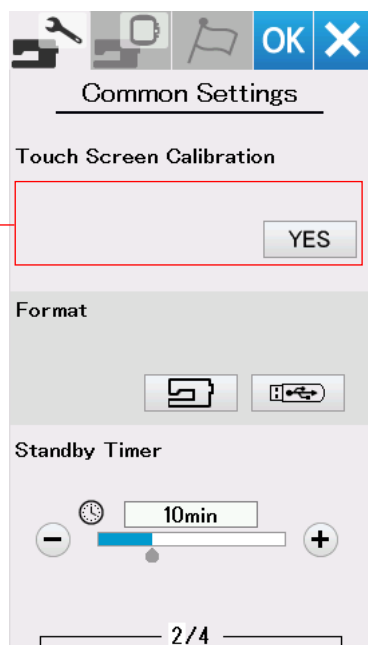 OK
Common Settings
Touch Screen Calibration
YES
Format
Standby Timer
10min
2/4